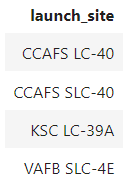 launch_site
CCAFS LC-40
CCAFS SLC-40
KSC LC-39A
VAFB SLC-4E